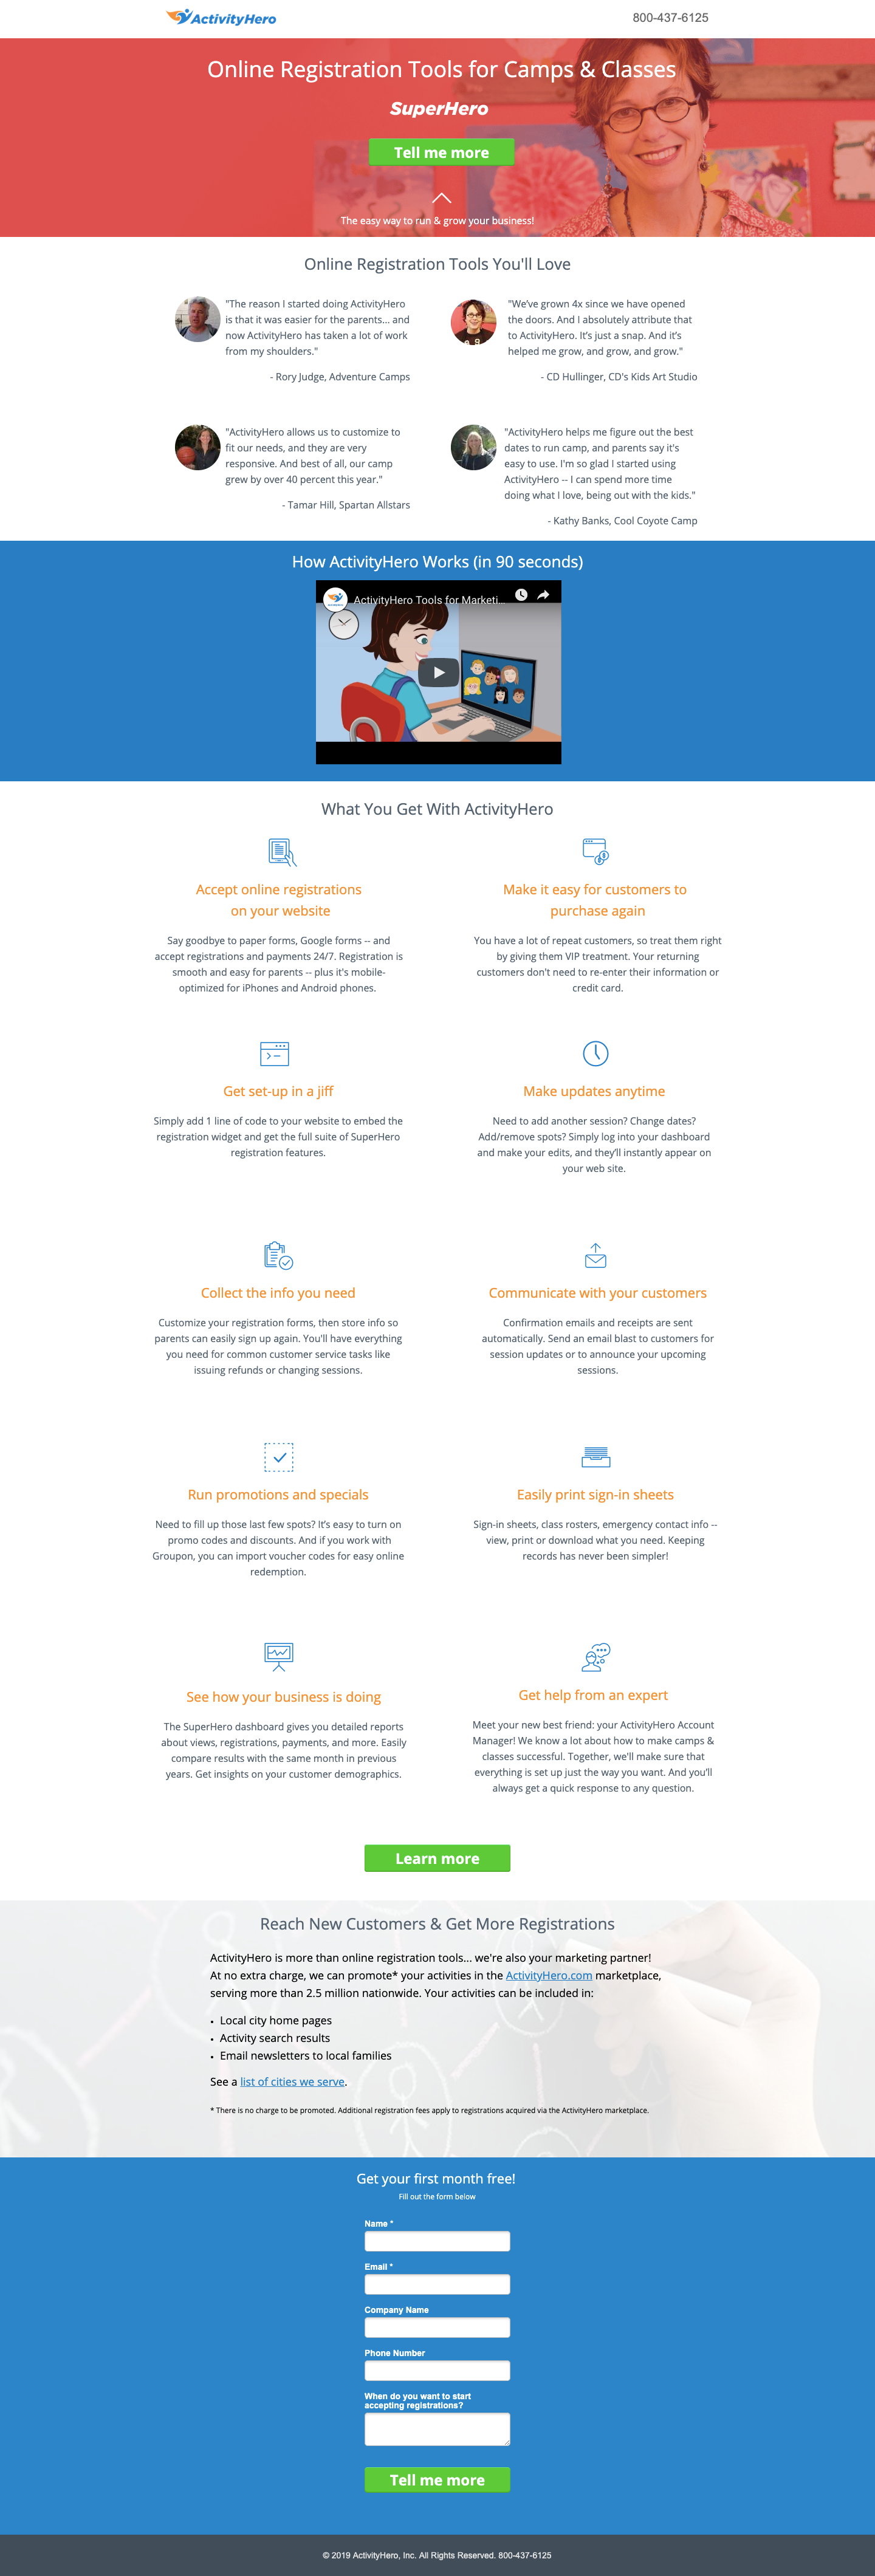 ActivityHero
800-437-6125
Online Registration Tools for Camps & Classes
SuperHero
Tell me more
The easy way to run & grow your business!
Online Registration Tools You'll Love
"The reason I started doing ActivityHero
is that it was easier for the parents... and
now ActivityHero has taken a lot of work
from my shoulders."
- Rory Judge, Adventure Camps
"We've grown 4x since we have opened
the doors. And I absolutely attribute that
to ActivityHero. It's just a snap. And it's
helped me grow, and grow, and grow."
- CD Hullinger, CD's Kids Art Studio
"ActivityHero allows us to customize to
fit our needs, and they are very
responsive. And best of all, our camp
grew by over 40 percent this year."
- Tamar Hill, Spartan Allstars
"ActivityHero helps me figure out the best
dates to run camp, and parents say it's
easy to use. I'm so glad I started using
ActivityHero -- I can spend more time
doing what I love, being out with the kids."
- Kathy Banks, Cool Coyote Camp
How ActivityHero Works (in 90 seconds)
ActivityHero Tools for Marketi...
What You Get With ActivityHero
Accept online registrations
on your website
Say goodbye to paper forms, Google forms -- and
accept registrations and payments 24/7. Registration is
smooth and easy for parents -- plus it's mobile-
optimized for iPhones and Android phones.
Make it easy for customers to
purchase again
You have a lot of repeat customers, so treat them right
by giving them VIP treatment. Your returning
customers don't need to re-enter their information or
credit card.
Get set-up in a jiff
Simply add 1 line of code to your website to embed the
registration widget and get the full suite of SuperHero
registration features.
Make updates anytime
Need to add another session? Change dates?
Add/remove spots? Simply log into your dashboard
and make your edits, and they'll instantly appear on
your web site.
Collect the info you need
Customize your registration forms, then store info so
parents can easily sign up again. You'll have everything
you need for common customer service tasks like
issuing refunds or changing sessions.
Communicate with your customers
Confirmation emails and receipts are sent
automatically. Send an email blast to customers for
session updates or to announce your upcoming
sessions.
Run promotions and specials
Need to fill up those last few spots? It's easy to turn on
promo codes and discounts. And if you work with
Groupon, you can import voucher codes for easy online
redemption.
Easily print sign-in sheets
Sign-in sheets, class rosters, emergency contact info --
view, print or download what you need. Keeping
records has never been simpler!
See how your business is doing
The SuperHero dashboard gives you detailed reports
about views, registrations, payments, and more. Easily
compare results with the same month in previous
years. Get insights on your customer demographics.
Get help from an expert
Meet your new best friend: your ActivityHero Account
Manager! We know a lot about how to make camps &
classes successful. Together, we'll make sure that
everything is set up just the way you want. And you'll
always get a quick response to any question.
Learn more
Reach New Customers & Get More Registrations
ActivityHero is more than online registration tools... we're also your marketing partner!
At no extra charge, we can promote* your activities in the ActivityHero.com marketplace,
serving more than 2.5 million nationwide. Your activities can be included in:
• Local city home pages
• Activity search results
• Email newsletters to local families
See a list of cities we serve.
* There is no charge to be promoted. Additional registration fees apply to registrations acquired via the ActivityHero marketplace.
Get your first month free!
Fill out the form below
Name *
Email *
Company Name
Phone Number
When do you want to start
accepting registrations?
Tell me more
© 2019 ActivityHero, Inc. All Rights Reserved. 800-437-6125